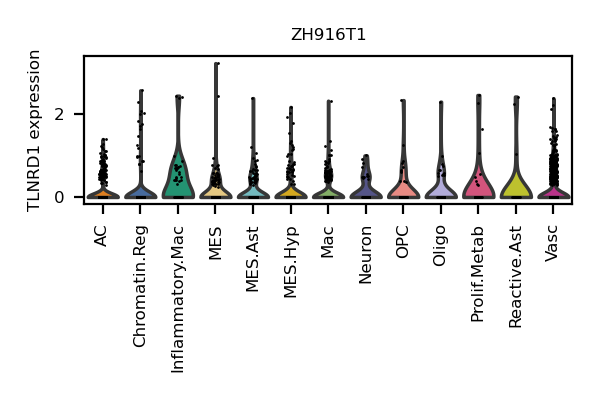 ZH916T1
TLNRD1 expression
2
0
AC
Chromatin.Reg
Inflammatory.Mac
MES
MES.Ast
MES.Hyp
Mac
Neuron
OPC
Oligo
Prolif.Metab
Reactive.Ast
Vasc